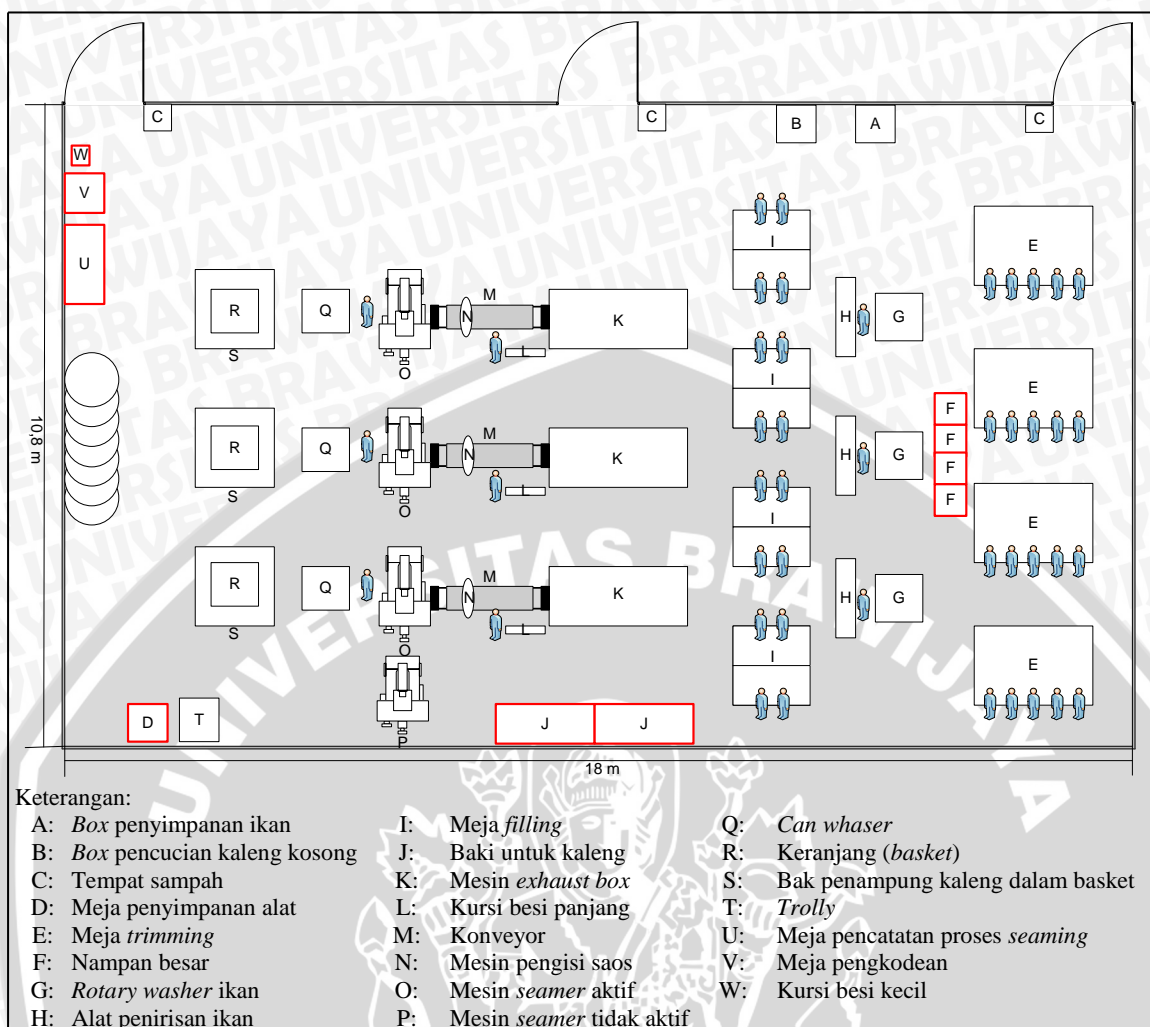 C
C
B
A
C
W
V
U
I
E
R
S
Q
O
N
M
L
K
H
G
I
E
F
F
F
F
R
S
Q
O
N
M
L
K
H
G
I
E
R
S
Q
O
N
M
L
K
H
G
I
E
D
T
P
J
J
10,8 m
18 m
UNIVERSITAS BRAWIJAYA
Keterangan:
A: Box penyimpanan ikan
B: Box pencucian kaleng kosong
C: Tempat sampah
D: Meja penyimpanan alat
E: Meja trimming
F: Nampan besar
G: Rotary washer ikan
H: Alat penirisan ikan
I: Meja filling
J: Baki untuk kaleng
K: Mesin exhaust box
L: Kursi besi panjang
M: Konveyor
N: Mesin pengisi saos
O: Mesin seamer aktif
P: Mesin seamer tidak aktif
Q: Can whaser
R: Keranjang (basket)
S: Bak penampung kaleng dalam basket
T: Trolly
U: Meja pencatatan proses seaming
V: Meja pengkodean
W: Kursi besi kecil